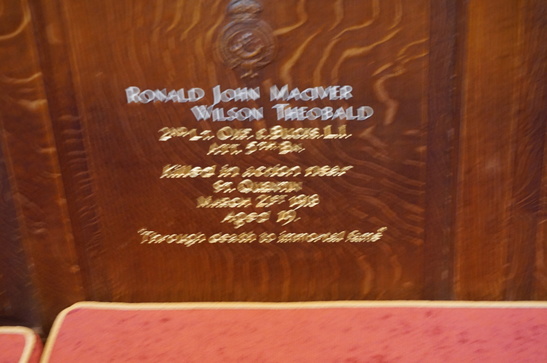 Ronald John Maciver
Wilson Theobald
2nd Lt. Oxf. & Bucks. L.I.
att. 5th Bn.
Killed in action near
St. Quentin
March 21st 1918
Aged 19.
"Through death to immortal fame"